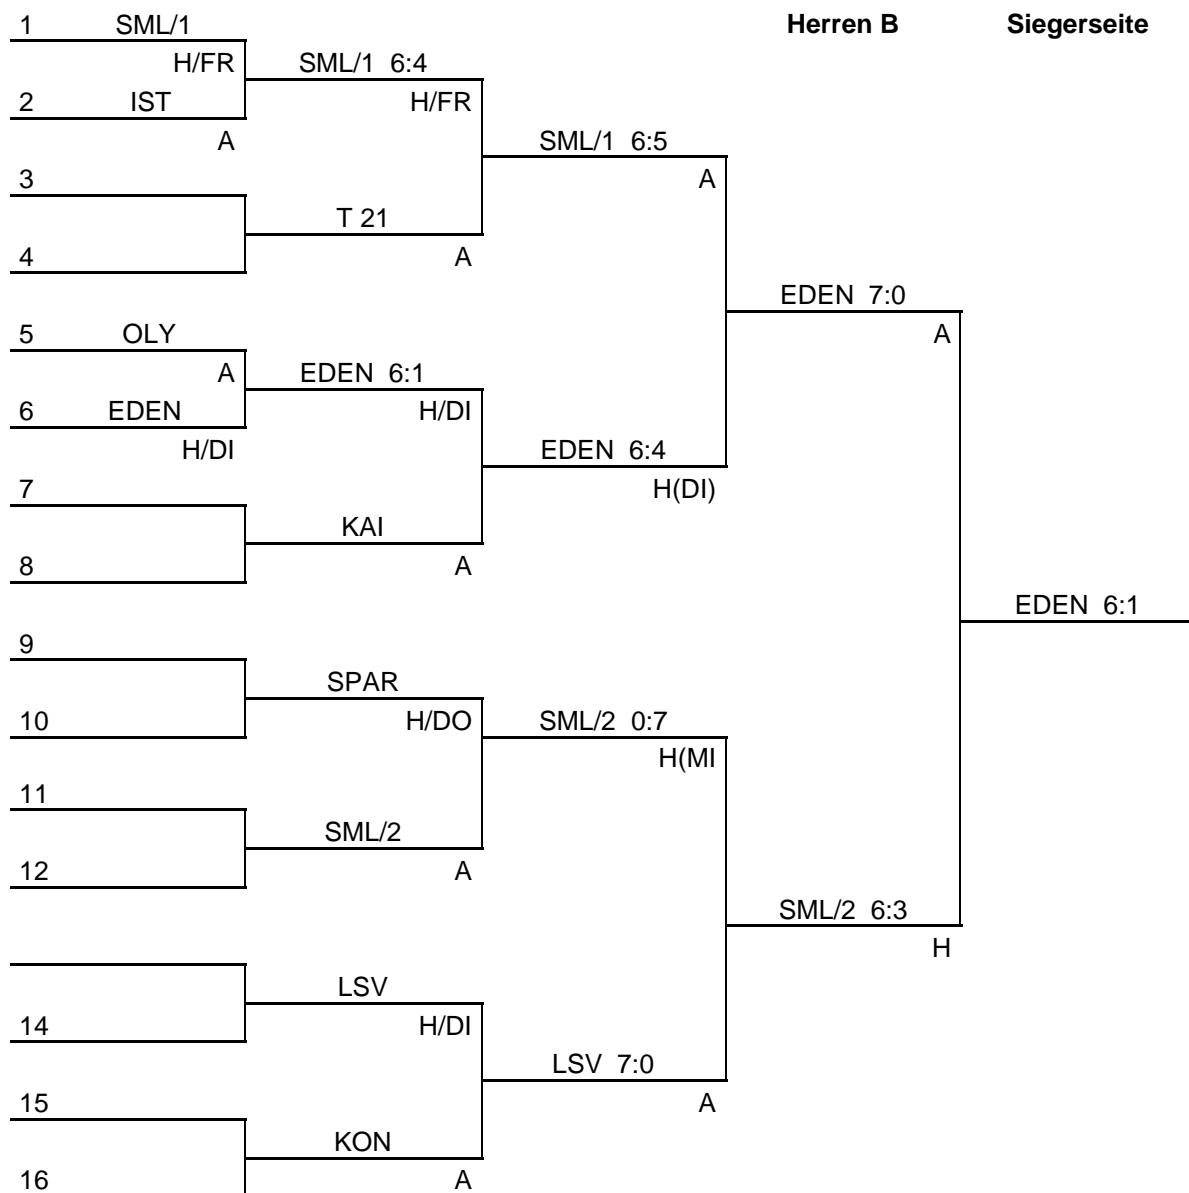 1 SML/1 Herren B Siegerseite
H/FR SML/1 6:4
2 IST H/FR
A SML/1 6:5
3 A
T 21
4 A
EDEN 7:0
5 OLY A
A EDEN 6:1
6 EDEN H/DI
H/DI EDEN 6:4
7 H(DI)
KAI
8 A
EDEN 6:1
9
SPAR
10 H/DO SML/2 0:7
H(MI
11
SML/2
12 A
SML/2 6:3
H
LSV
14 H/DI
LSV 7:0
15 A
KON
16 A